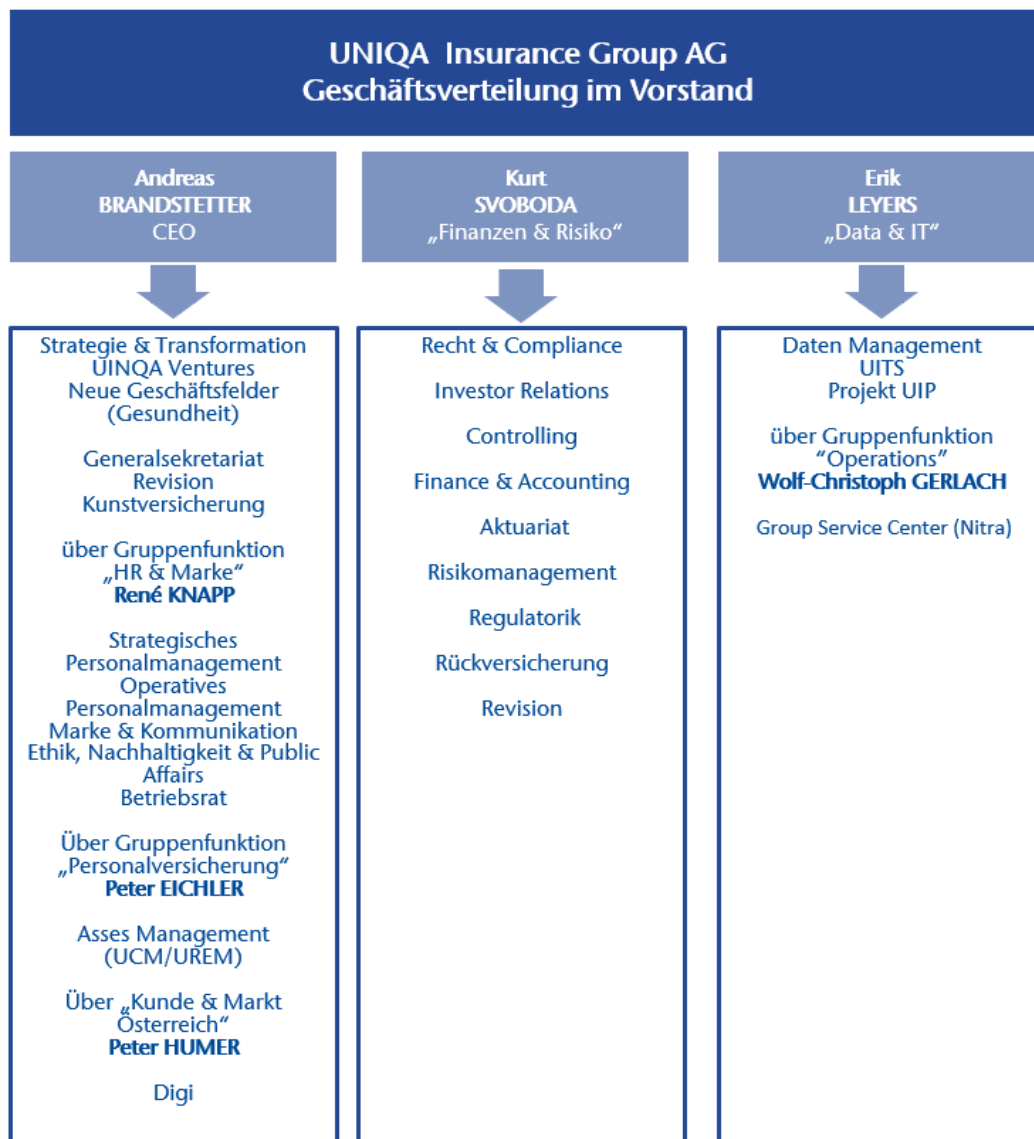 UNIQA Insurance Group AG
Geschäftsverteilung im Vorstand
Andreas
BRANDSTETTER
CEO
Kurt
SVOBODA
„Finanzen & Risiko“
Erik
LEYERS
„Data & IT“
Strategie & Transformation
UINQA Ventures
Neue Geschäftsfelder
(Gesundheit)
Generalsekretariat
Revision
Kunstversicherung
über Gruppenfunktion
„HR & Marke“
René KNAPP
Strategisches
Personalmanagement
Operatives
Personalmanagement
Marke & Kommunikation
Ethik, Nachhaltigkeit & Public
Affairs
Betriebsrat
Über Gruppenfunktion
„Personalversicherung“
Peter EICHLER
Asses Management
(UCM/UREM)
Über „Kunde & Markt
Österreich“
Peter HUMER
Digi
Recht & Compliance
Investor Relations
Controlling
Finance & Accounting
Aktuariat
Risikomanagement
Regulatorik
Rückversicherung
Revision
Daten Management
UITS
Projekt UIP
über Gruppenfunktion
“Operations”
Wolf-Christoph GERLACH
Group Service Center (Nitra)